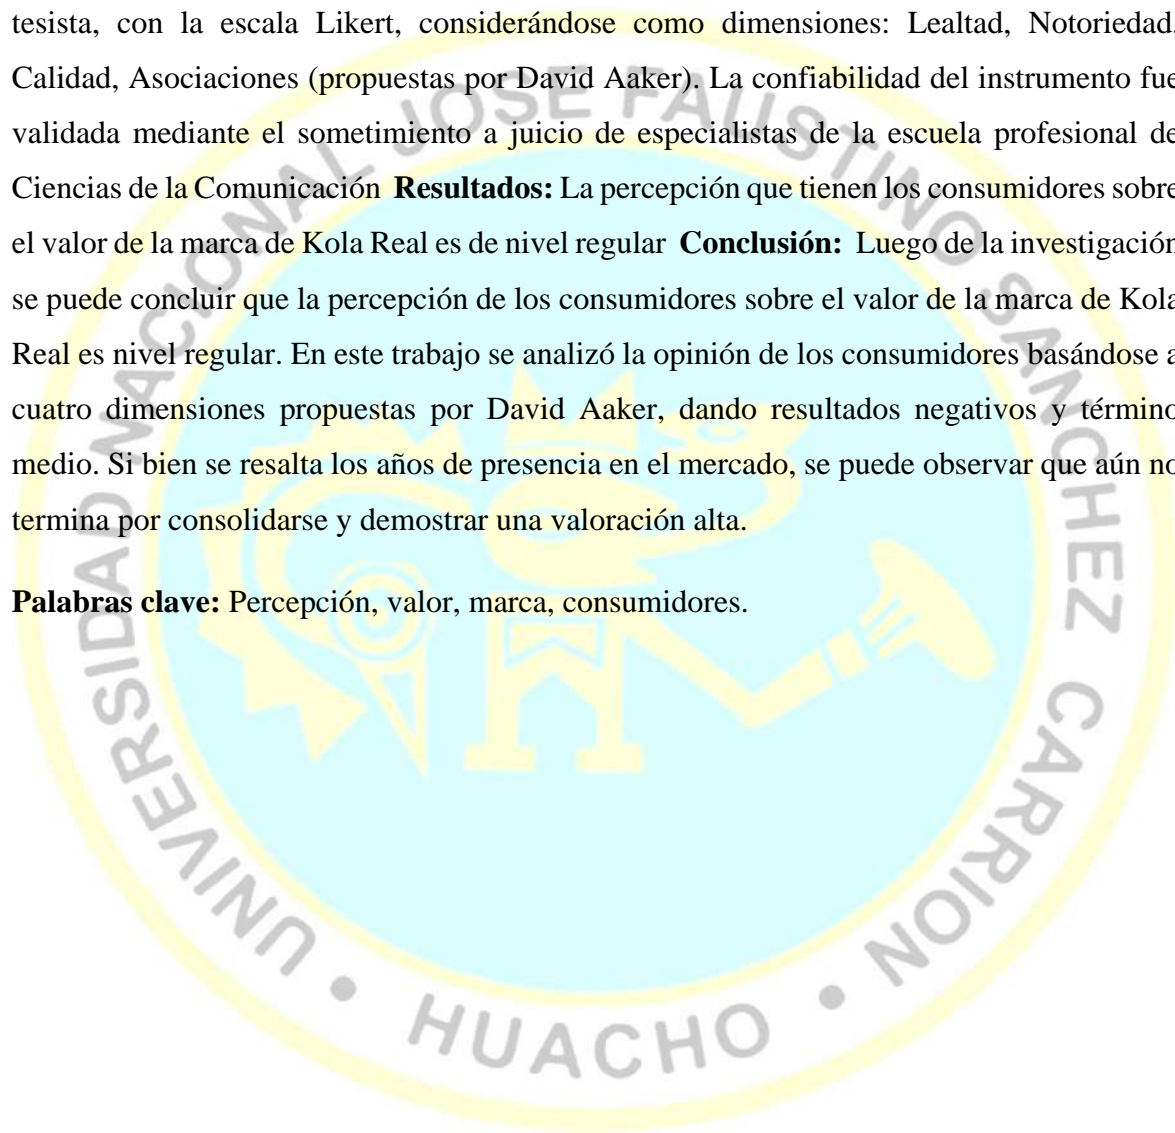 tesista, con la escala Likert, considerándose como dimensiones: Lealtad, Notoriedad,
Calidad, Asociaciones (propuestas por David Aaker). La confiabilidad del instrumento fue
validada mediante el sometimiento a juicio de especialistas de la escuela profesional de
Ciencias de la Comunicación Resultados: La percepción que tienen los consumidores sobre
el valor de la marca de Kola Real es de nivel regular Conclusión: Luego de la investigación
se puede concluir que la percepción de los consumidores sobre el valor de la marca de Kola
Real es nivel regular. En este trabajo se analizó la opinión de los consumidores basándose a
cuatro dimensiones propuestas por David Aaker, dando resultados negativos y término
medio. Si bien se resalta los años de presencia en el mercado, se puede observar que aún no
termina por consolidarse y demostrar una valoración alta.
Palabras clave: Percepción, valor, marca, consumidores.
UNIVERSIDAD NACIONAL JOSE FAUSTINO SANCHEZ CARRION • HUACHO •